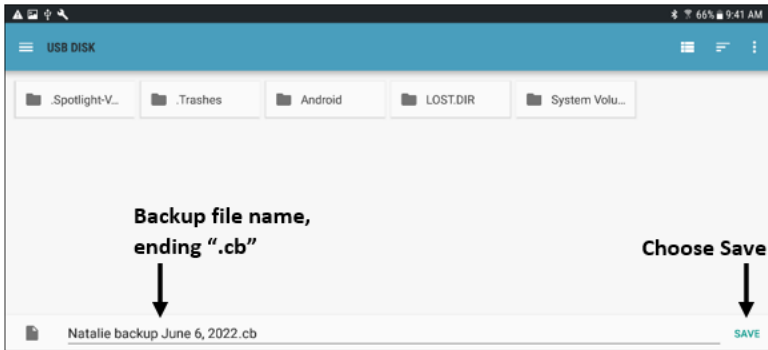 66% 9:41 AM
USB DISK
.Spotlight-V...
.Trashes
Android
LOST.DIR
System Volu...
Backup file name,
ending “.cb”
Choose Save
Natalie backup June 6, 2022.cb
SAVE